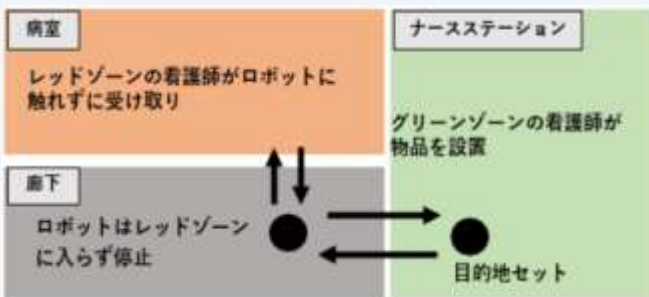 病室
レッドゾーンの看護師がロボットに
触れずに受け取り
ナースステーション
グリーンゾーンの看護師が
物品を設置
廊下
ロボットはレッドゾーン
に入らず停止
目的地セット